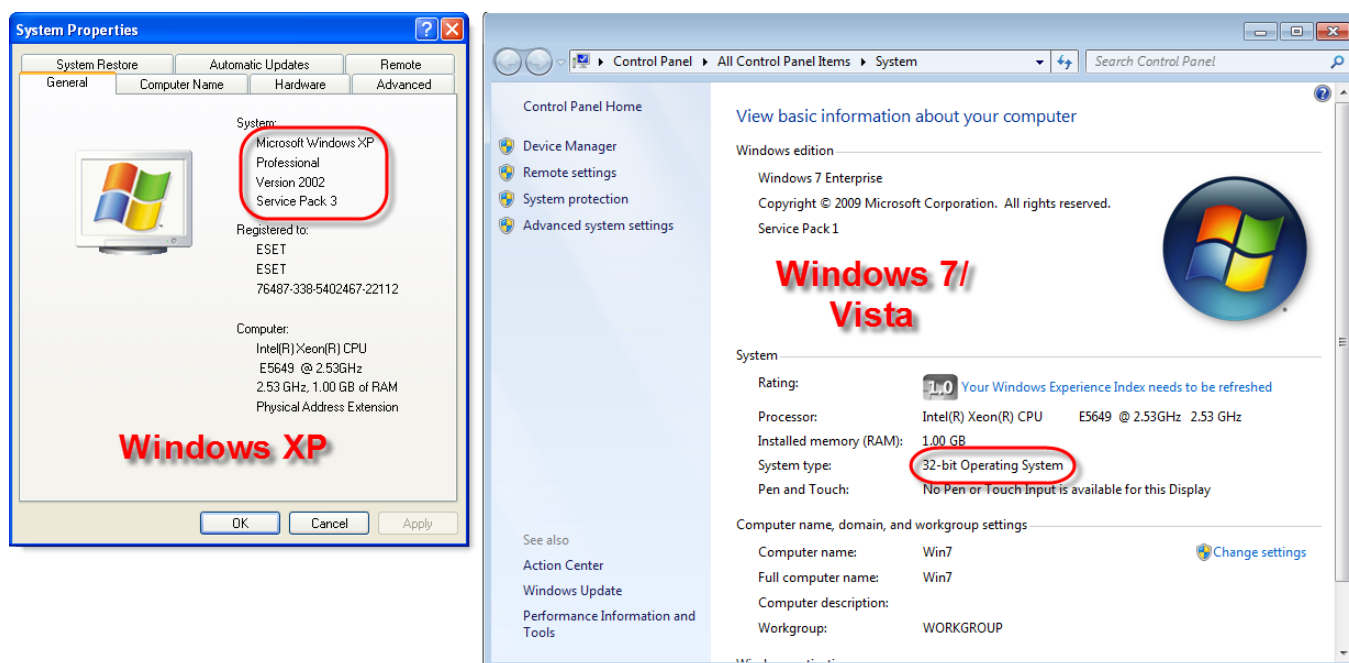 System Properties
System Restore Automatic Updates Remote
General Computer Name Hardware Advanced
System:
Microsoft Windows XP
Professional
Version 2002
Service Pack 3
Registered to:
ESET
ESET
76487-338-5402467-22112
Computer:
Intel(R) Xeon(R) CPU
E5649 @ 2.53GHz
2.53 GHz, 1.00 GB of RAM
Physical Address Extension
Windows XP
OK Cancel Apply
Control Panel All Control Panel Items System Search Control Panel
Control Panel Home
Device Manager
Remote settings
System protection
Advanced system settings
See also
Action Center
Windows Update
Performance Information and
Tools
View basic information about your computer
Windows edition
Windows 7 Enterprise
Copyright © 2009 Microsoft Corporation. All rights reserved.
Service Pack 1
Windows 7/
Vista
System
Rating: 1.0 Your Windows Experience Index needs to be refreshed
Processor: Intel(R) Xeon(R) CPU E5649 @ 2.53GHz 2.53 GHz
Installed memory (RAM): 1.00 GB
System type: 32-bit Operating System
Pen and Touch: No Pen or Touch Input is available for this Display
Computer name, domain, and workgroup settings
Computer name: Win7 Change settings
Full computer name: Win7
Computer description:
Workgroup: WORKGROUP